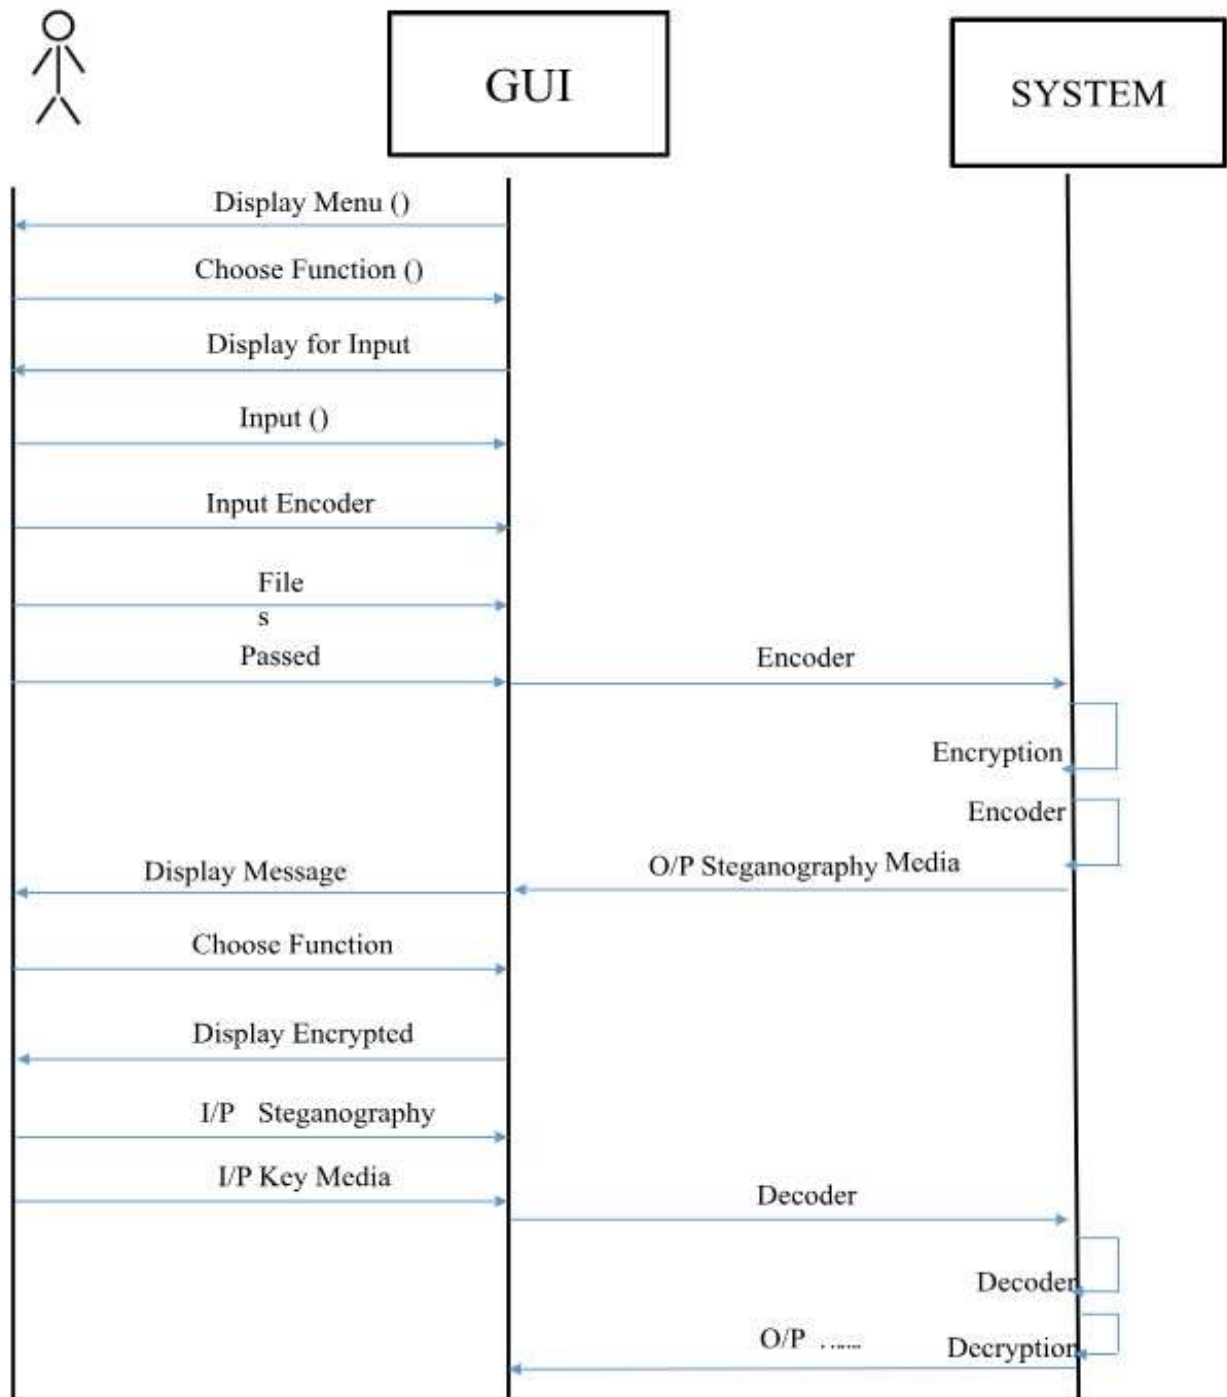 GUI
SYSTEM
Display Menu ()
Choose Function ()
Display for Input
Input ()
Input Encoder
File
s
Passed
Encoder
Encryption
Encoder
O/P Steganography Media
Display Message
Choose Function
Display Encrypted
I/P Steganography
I/P Key Media
Decoder
Decoder
O/P ......
Decryption